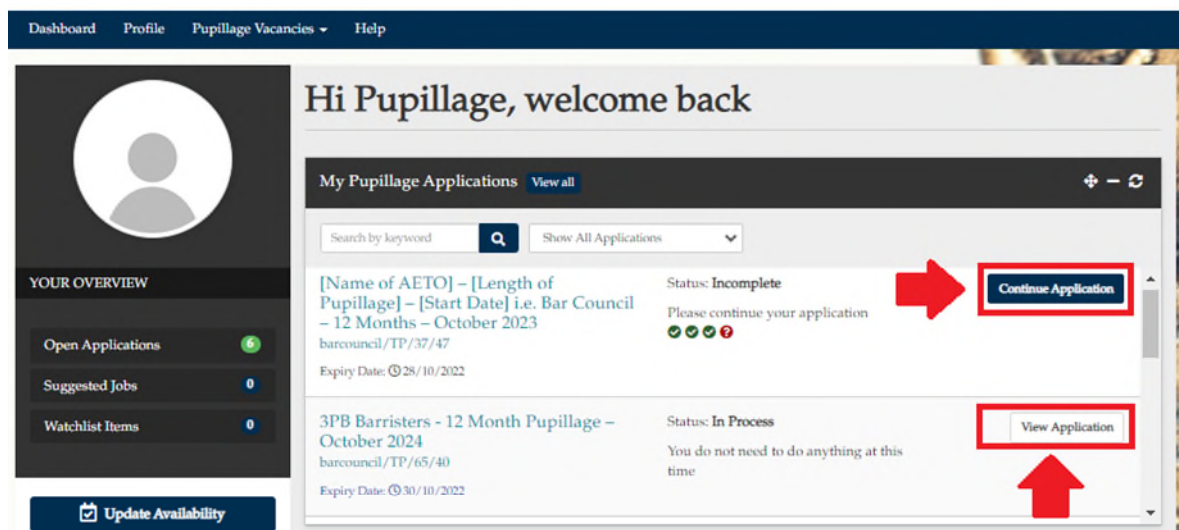 Dashboard Profile Pupillage Vacancies Help
Hi Pupillage, welcome back
My Pupillage Applications View all
Search by keyword Show All Applications
YOUR OVERVIEW
Open Applications 6
Suggested Jobs 0
Watchlist Items 0
Update Availability
[Name of AETO] – [Length of
Pupillage] – [Start Date] i.e. Bar Council
– 12 Months – October 2023
barcouncil/TP/37/47
Expiry Date: 28/10/2022
Status: Incomplete
Please continue your application
Continue Application
3PB Barristers - 12 Month Pupillage –
October 2024
barcouncil/TP/65/40
Expiry Date: 30/10/2022
Status: In Process
You do not need to do anything at this
time
View Application